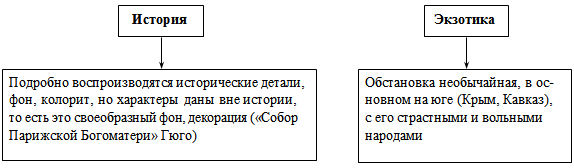 История
Подробно воспроизводятся исторические детали,
фон, колорит, но характеры даны вне истории,
то есть это своеобразный фон, декорация («Собор
Парижской Богоматери» Гюго)
Экзотика
Обстановка необычайная, в ос-
новном на юге (Крым, Кавказ),
с его страстными и вольными
народами